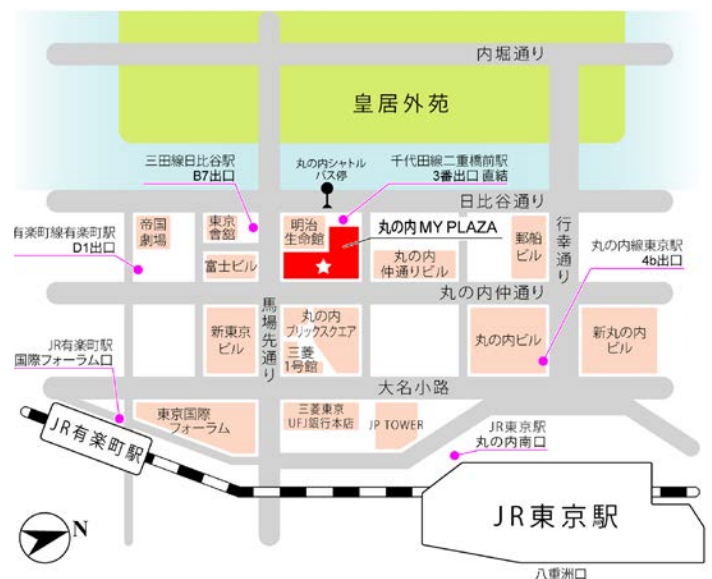 内堀通り
皇居外苑
三田線日比谷駅
B7出口
丸の内シャトル
バス停
千代田線二重橋前駅
3番出口 直結
日比谷通り
有楽町線有楽町駅
D1出口
帝国
劇場
東京
會舘
明治
生命館
丸の内 MY PLAZA
郵船
ビル
行幸通り
丸の内線東京駅
4b出口
富士ビル
丸の内
仲通りビル
丸の内仲通り
馬場先通り
新東京
ビル
丸の内
ブリックスクエア
三菱
1号館
丸の内ビル
新丸の内
ビル
JR有楽町駅
国際フォーラム口
大名小路
東京国際
フォーラム
三菱東京
UFJ銀行本店
JP TOWER
JR東京駅
丸の内南口
JR有楽町駅
JR東京駅
N
八重洲口